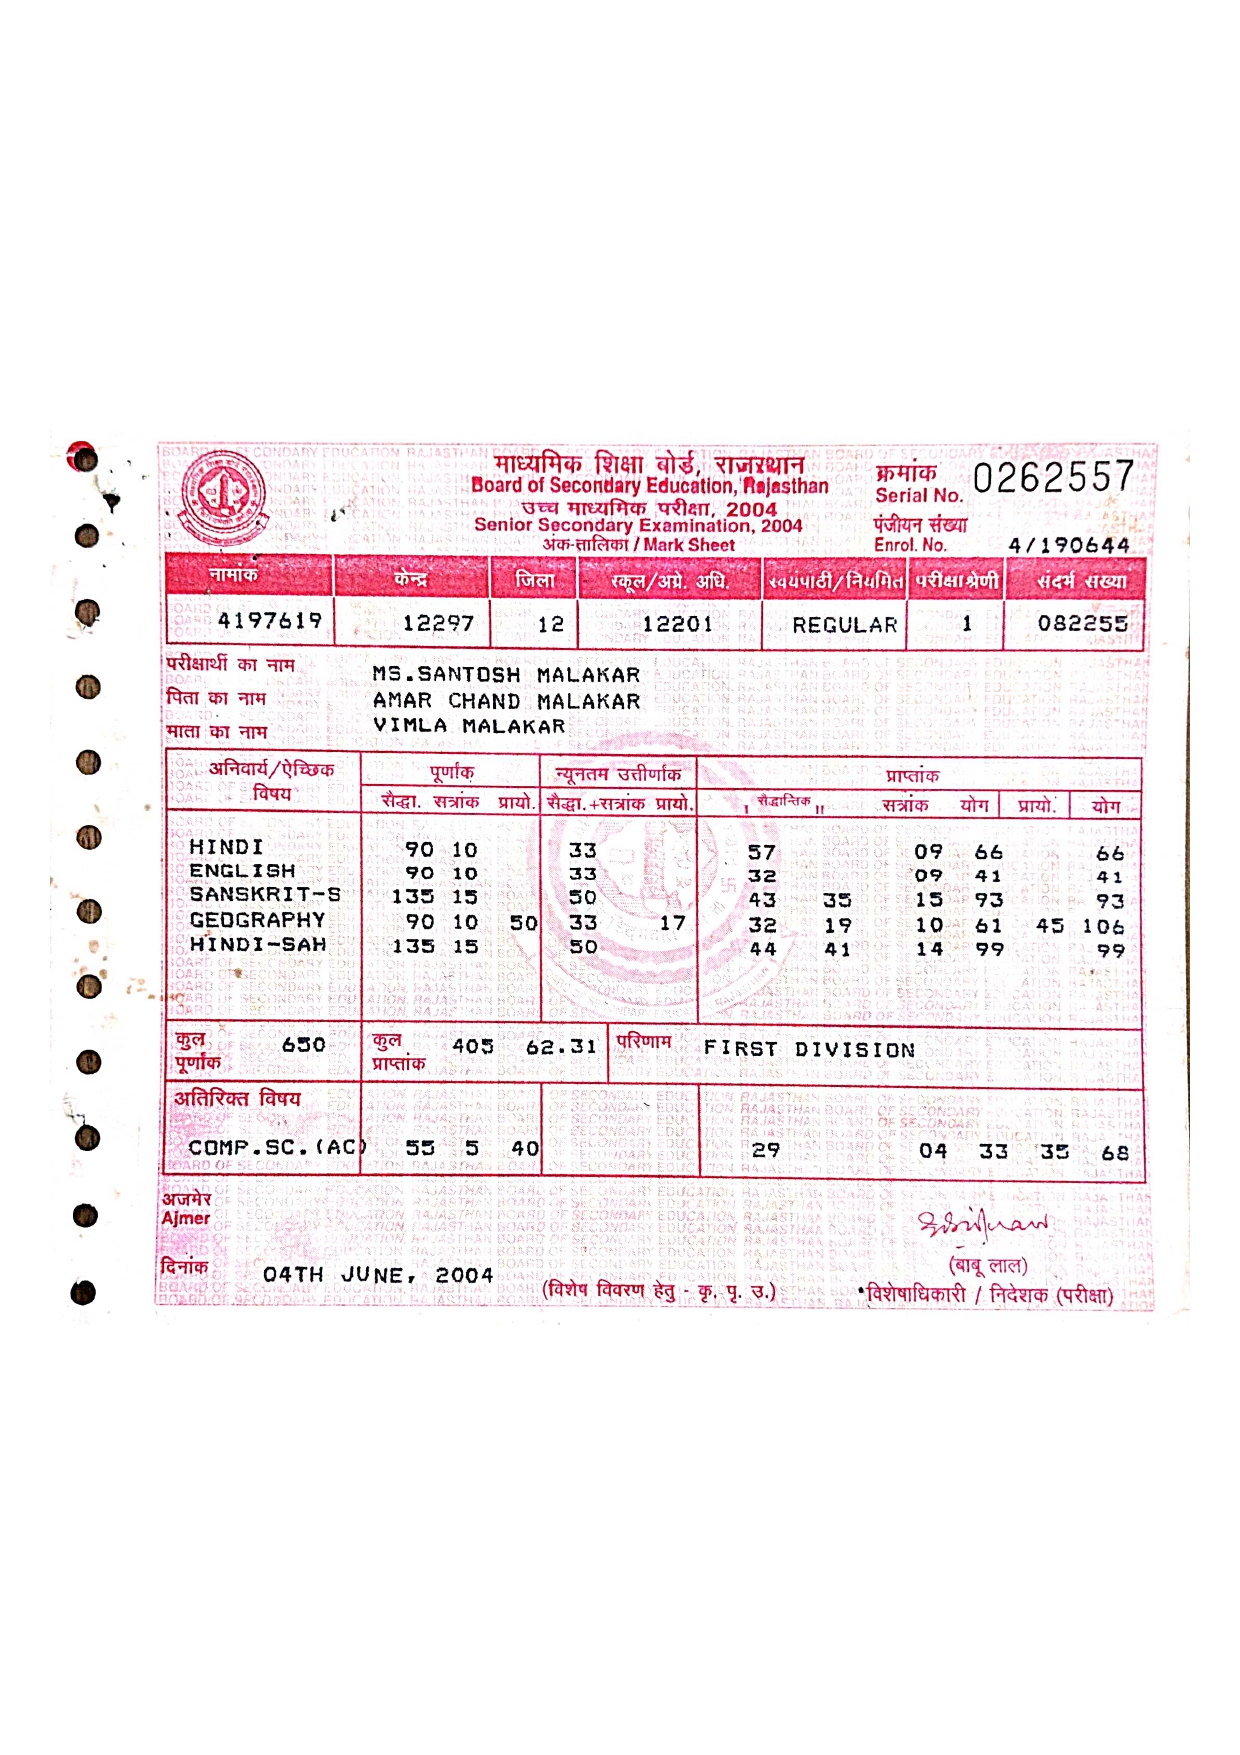 माध्यमिक शिक्षा बोर्ड, राजस्थान
Board of Secondary Education, Rajasthan
उच्च माध्यमिक परीक्षा, 2004
Senior Secondary Examination, 2004
अंक-तालिका / Mark Sheet
क्रमांक
Serial No. 0262557
पंजीयन संख्या
Enrol. No. 4/190644
नामांक केन्द्र जिला स्कूल/अग्रे. अधि. स्वयंपाठी/नियमित परीक्षा श्रेणी संदर्भ संख्या
4197619 12297 12 12201 REGULAR 1 082255
परीक्षार्थी का नाम MS.SANTOSH MALAKAR
पिता का नाम AMAR CHAND MALAKAR
माता का नाम VIMLA MALAKAR
अनिवार्य/ऐच्छिक विषय पूर्णांक न्यूनतम उत्तीर्णांक प्राप्तांक
सैद्धा. सत्रांक प्रायो. सैद्धा.+सत्रांक प्रायो. I सैद्धान्तिक II सत्रांक योग प्रायो. योग
HINDI 90 10 33 57 09 66 66
ENGLISH 90 10 33 32 09 41 41
SANSKRIT-S 135 15 50 43 35 15 93 93
GEOGRAPHY 90 10 50 33 17 32 19 10 61 45 106
HINDI-SAH 135 15 50 44 41 14 99 99
कुल पूर्णांक 650 कुल प्राप्तांक 405 62.31 परिणाम FIRST DIVISION
अतिरिक्त विषय
COMP.SC.(AC) 55 5 40 29 04 33 35 68
अजमेर
Ajmer
(बाबू लाल)
दिनांक 04TH JUNE, 2004 (विशेष विवरण हेतु - कृ. पृ. उ.) विशेषाधिकारी / निदेशक (परीक्षा)